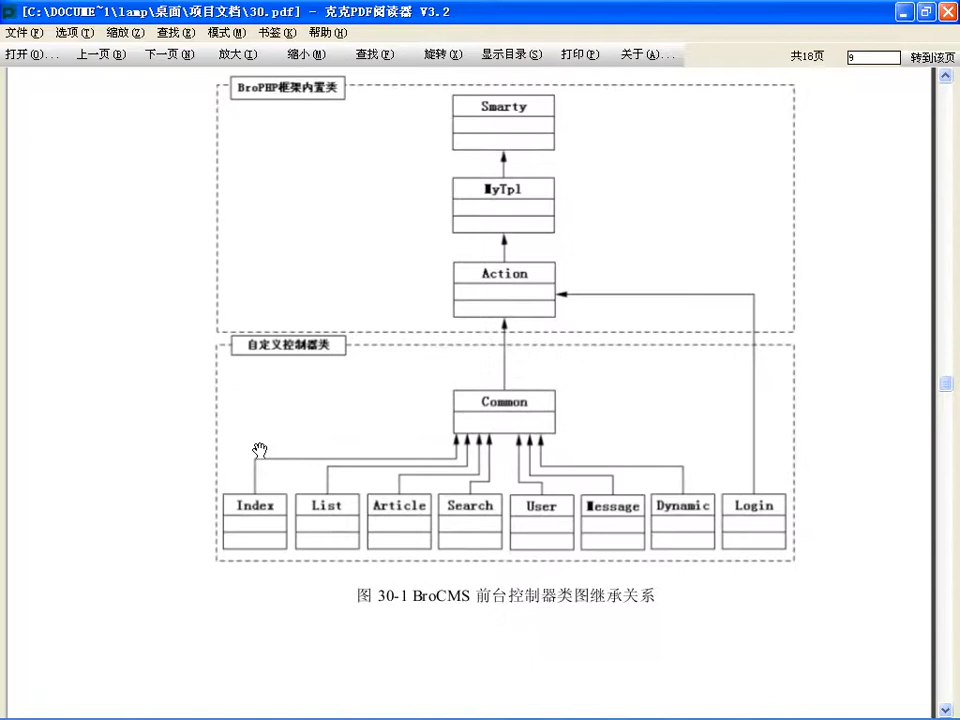 [C:\DOCUME~1\lamp\桌面\项目文档\30.pdf] - 克克PDF阅读器 V3.2
文件(F) 选项(T) 缩放(Z) 查找(E) 模式(M) 书签(K) 帮助(H)
打开(O)... 上一页(B) 下一页(N) 放大(I) 缩小(M) 查找(F) 旋转(X) 显示目录(S) 打印(P) 关于(A)... 共18页 9 转到该页
BroPHP框架内置类
Smarty
MyTpl
Action
自定义控制器类
Common
Index List Article Search User Message Dynamic Login
图 30-1 BroCMS 前台控制器类图继承关系